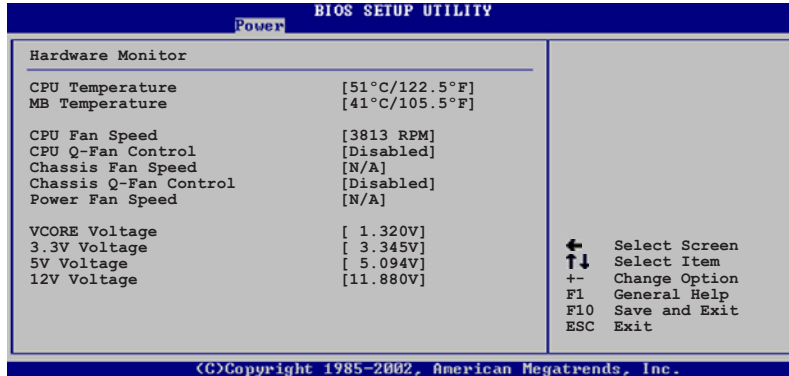 BIOS SETUP UTILITY
Power
Hardware Monitor
CPU Temperature [51°C/122.5°F]
MB Temperature [41°C/105.5°F]
CPU Fan Speed [3813 RPM]
CPU Q-Fan Control [Disabled]
Chassis Fan Speed [N/A]
Chassis Q-Fan Control [Disabled]
Power Fan Speed [N/A]
VCORE Voltage [ 1.320V]
3.3V Voltage [ 3.345V]
5V Voltage [ 5.094V]
12V Voltage [11.880V]
← Select Screen
↑↓ Select Item
+- Change Option
F1 General Help
F10 Save and Exit
ESC Exit
(C)Copyright 1985-2002, American Megatrends, Inc.